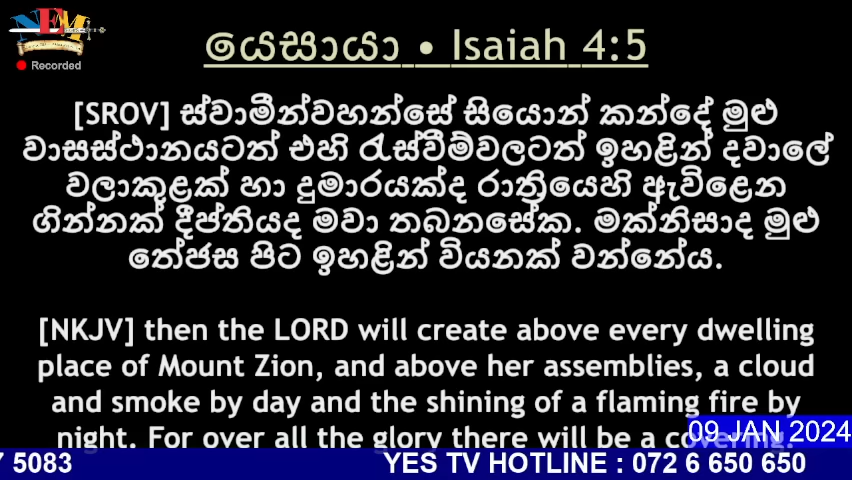 NEM
Recorded
යෙසායා • Isaiah 4:5
[SROV] ස්වාමීන්වහන්සේ සියොන් කන්දේ මුළු
වාසස්ථානයටත් එහි රැස්වීම්වලටත් ඉහළින් දවාලේ
වලාකුළක් හා දුමාරයක්ද රාත්‍රියෙහි ඇවිළෙන
ගින්නක් දීප්තියද මවා තබනසේක. මක්නිසාද මුළු
තේජස පිට ඉහළින් වියනක් වන්නේය.
[NKJV] then the LORD will create above every dwelling
place of Mount Zion, and above her assemblies, a cloud
and smoke by day and the shining of a flaming fire by
night. For over all the glory there will be a covering.
09 JAN 2024
7 5083 YES TV HOTLINE : 072 6 650 650